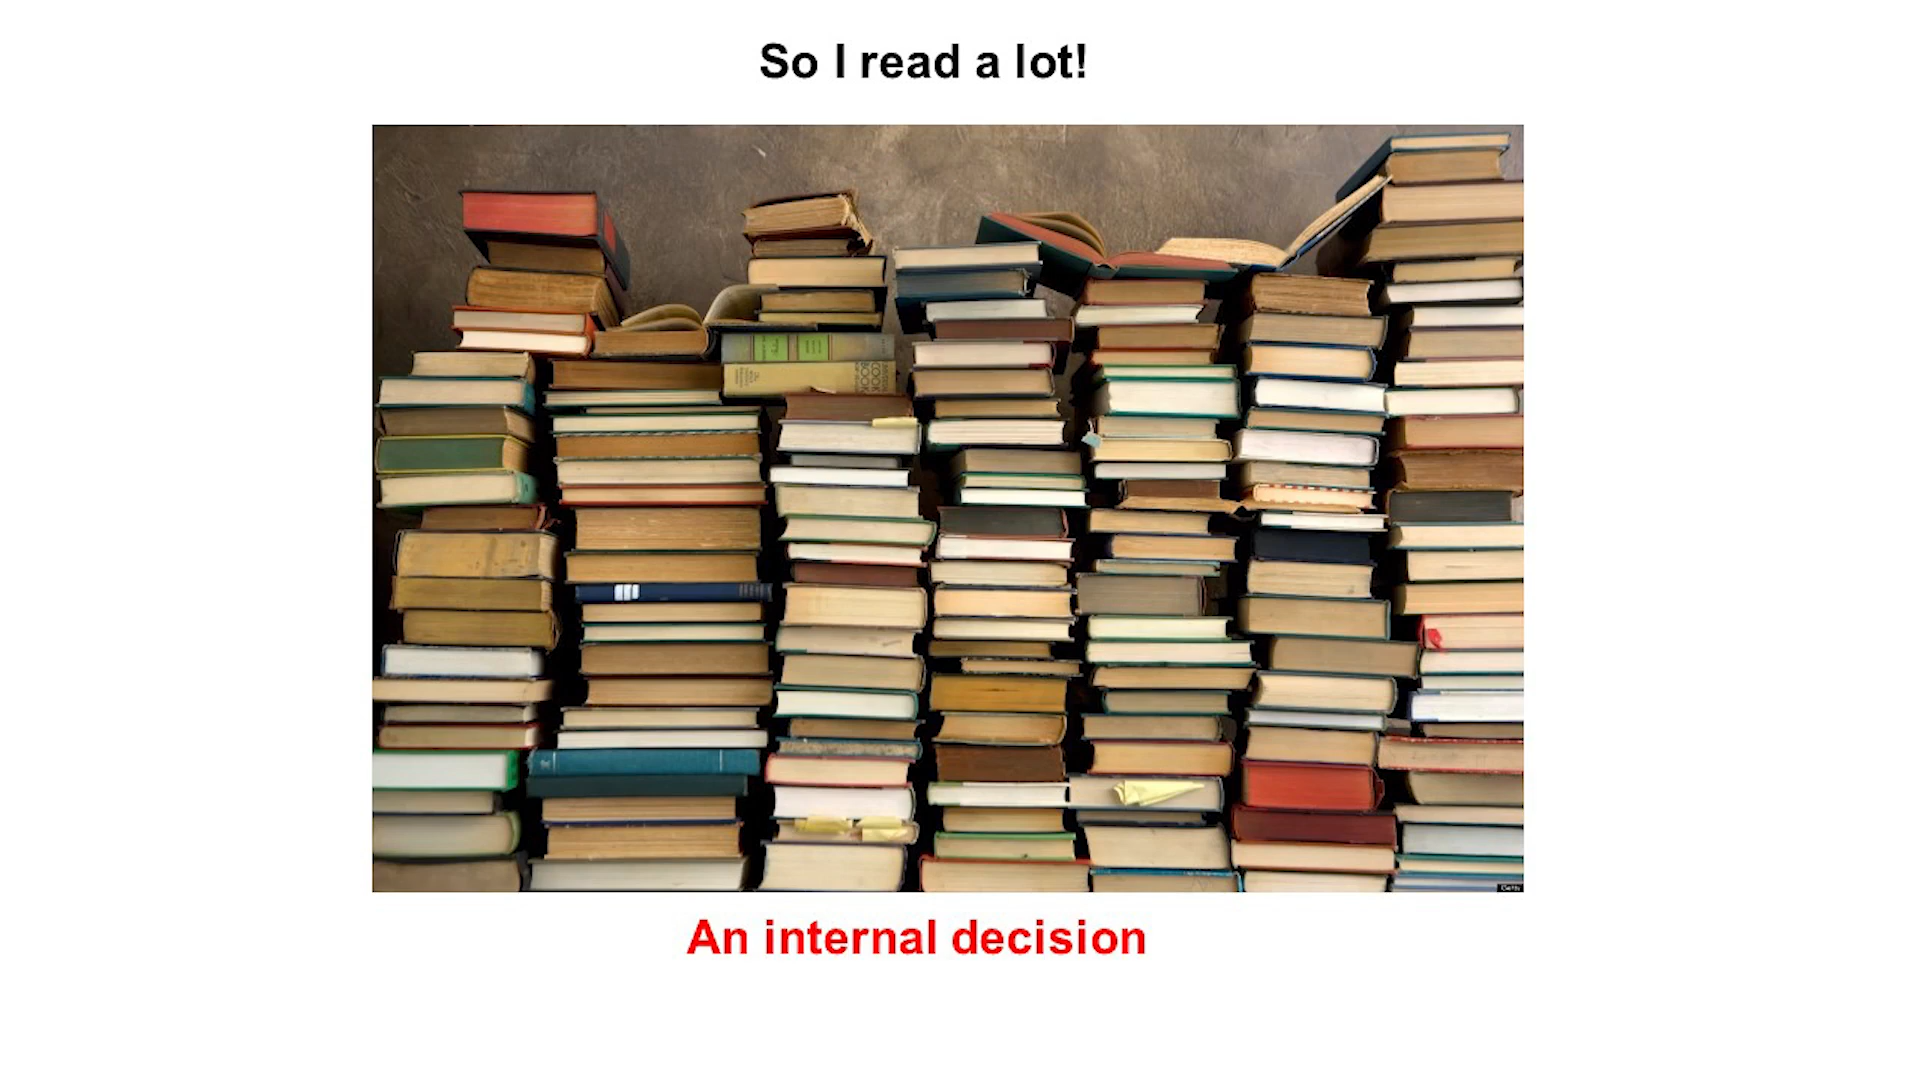 So I read a lot!
An internal decision